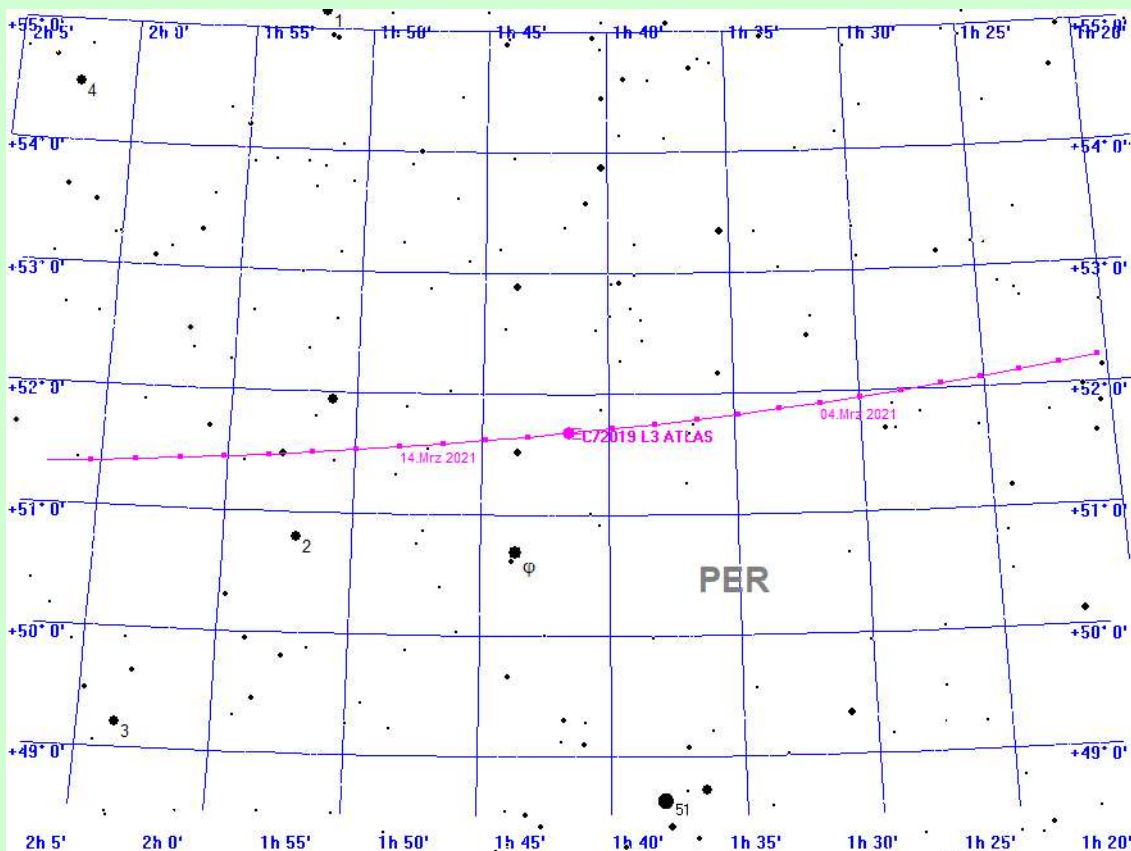 +55° 0' 2h 5' 2h 0' 1h 55' 1h 50' 1h 45' 1h 40' 1h 35' 1h 30' 1h 25' 1h 20' +55° 0'
1
4
+54° 0' +54° 0'
+53° 0' +53° 0'
+52° 0' +52° 0'
04.Mrz 2021
C/2019 L3 ATLAS
14.Mrz 2021
+51° 0' +51° 0'
2
φ
PER
+50° 0' +50° 0'
3
+49° 0' +49° 0'
51
2h 5' 2h 0' 1h 55' 1h 50' 1h 45' 1h 40' 1h 35' 1h 30' 1h 25' 1h 20'